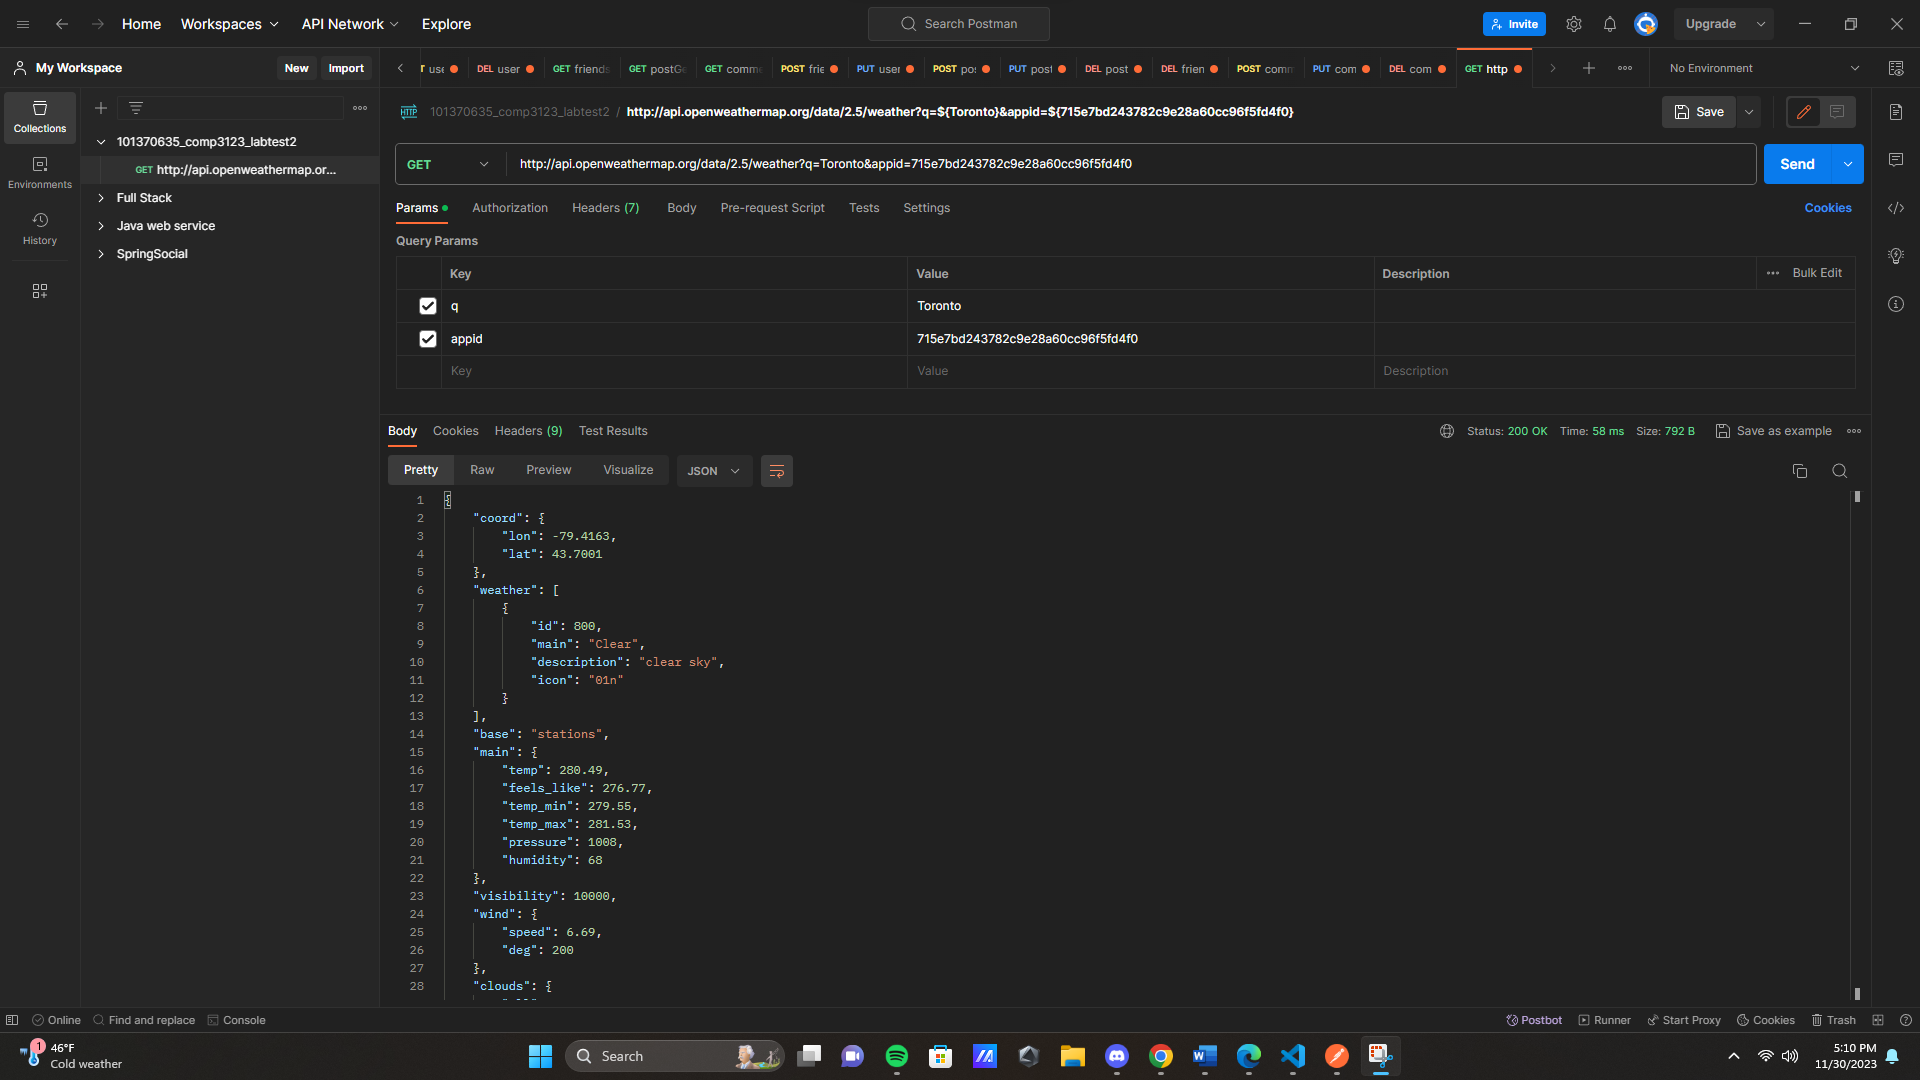 Home Workspaces API Network Explore Search Postman Invite Upgrade
My Workspace New Import
use DEL user GET friends GET postGe GET comme POST frie PUT user POST pos PUT post DEL post DEL frien POST comm PUT com DEL com GET http No Environment
Collections
Environments
History
101370635_comp3123_labtest2
GET http://api.openweathermap.or...
Full Stack
Java web service
SpringSocial
HTTP 101370635_comp3123_labtest2 / http://api.openweathermap.org/data/2.5/weather?q=${Toronto}&appid=${715e7bd243782c9e28a60cc96f5fd4f0} Save
GET http://api.openweathermap.org/data/2.5/weather?q=Toronto&appid=715e7bd243782c9e28a60cc96f5fd4f0 Send
Params Authorization Headers (7) Body Pre-request Script Tests Settings Cookies
Query Params
Key Value Description Bulk Edit
q Toronto
appid 715e7bd243782c9e28a60cc96f5fd4f0
Key Value Description
Body Cookies Headers (9) Test Results Status: 200 OK Time: 58 ms Size: 792 B Save as example
Pretty Raw Preview Visualize JSON
1 {
2 "coord": {
3 "lon": -79.4163,
4 "lat": 43.7001
5 },
6 "weather": [
7 {
8 "id": 800,
9 "main": "Clear",
10 "description": "clear sky",
11 "icon": "01n"
12 }
13 ],
14 "base": "stations",
15 "main": {
16 "temp": 280.49,
17 "feels_like": 276.77,
18 "temp_min": 279.55,
19 "temp_max": 281.53,
20 "pressure": 1008,
21 "humidity": 68
22 },
23 "visibility": 10000,
24 "wind": {
25 "speed": 6.69,
26 "deg": 200
27 },
28 "clouds": {
Online Find and replace Console Postbot Runner Start Proxy Cookies Trash
1 46°F
Cold weather
Search
5:10 PM
11/30/2023